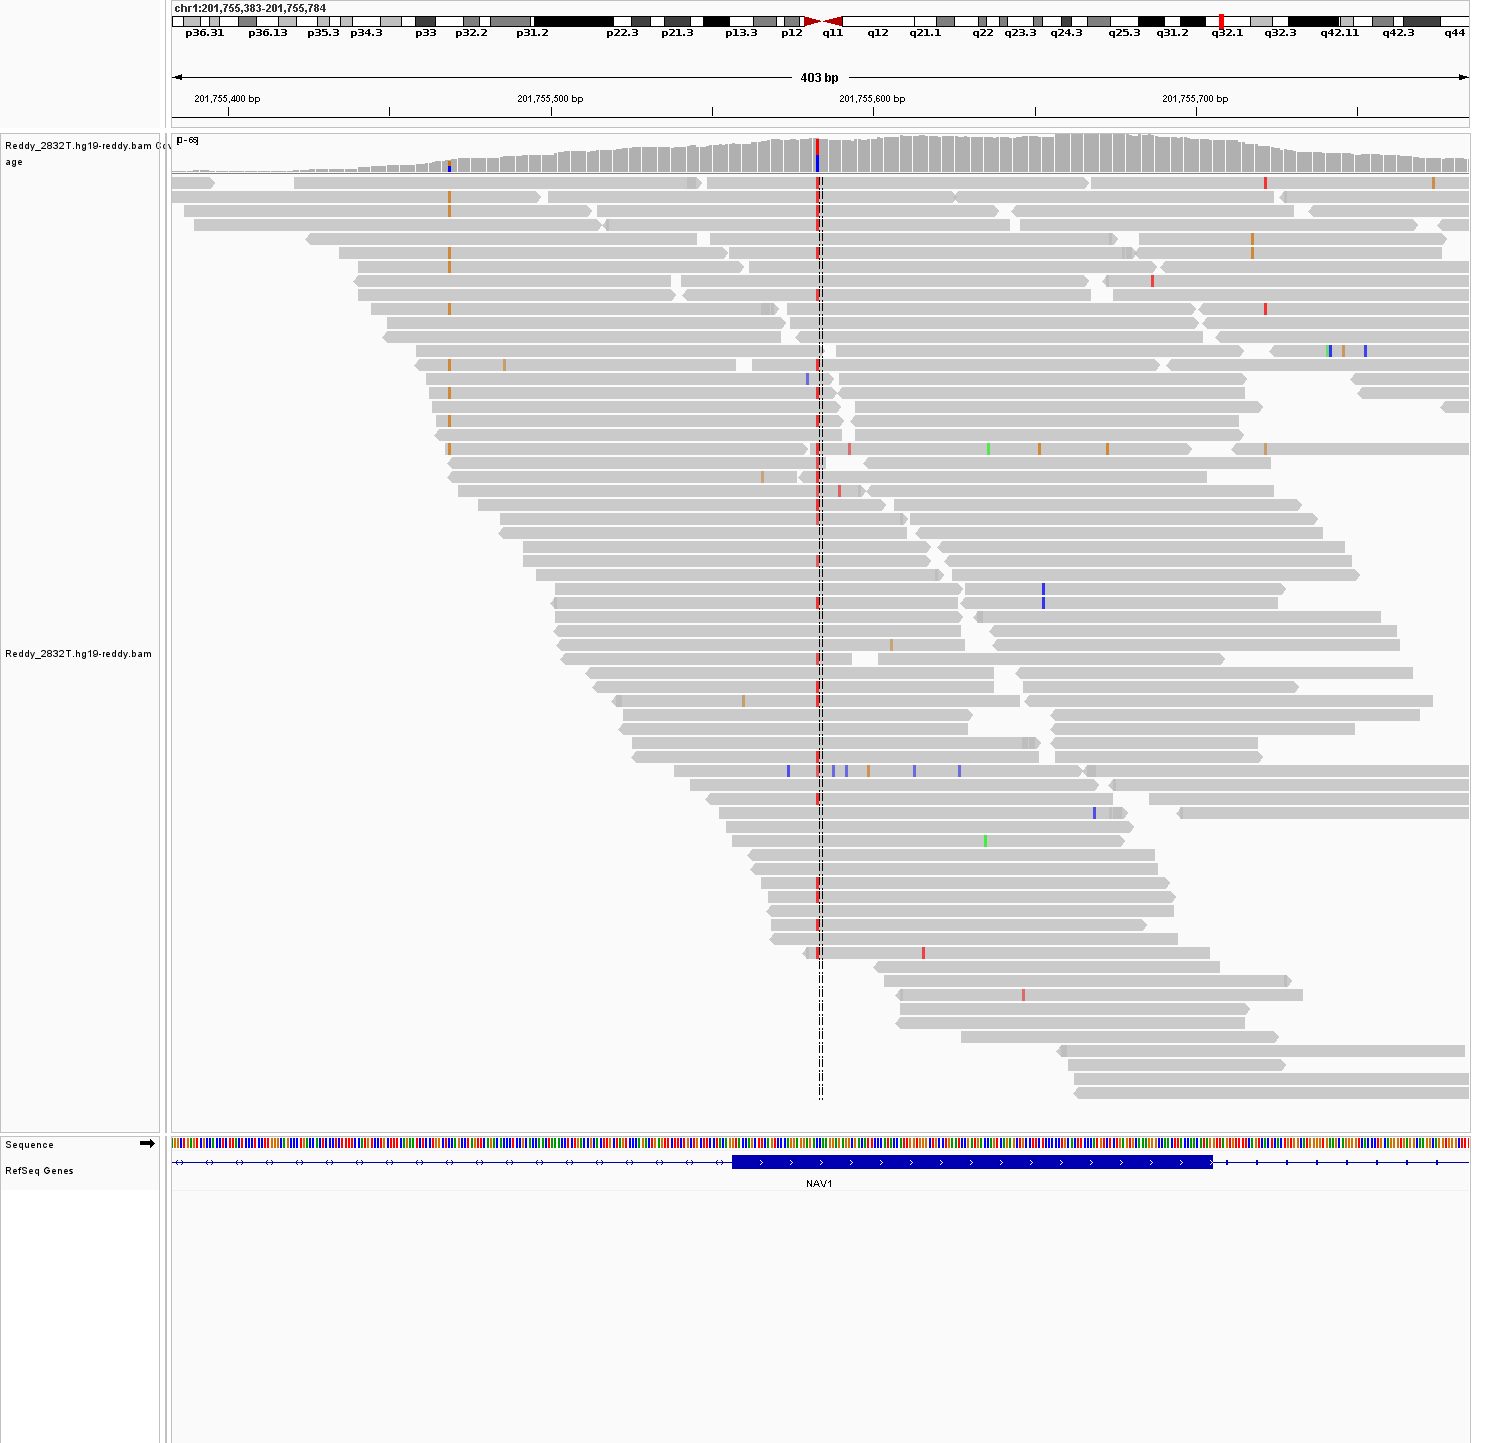 chr1:201,755,383-201,755,784
p36.31 p36.13 p35.3 p34.3 p33 p32.2 p31.2 p22.3 p21.3 p13.3 p12 q11 q12 q21.1 q22 q23.3 q24.3 q25.3 q31.2 q32.1 q32.3 q42.11 q42.3 q44
403 bp
201,755,400 bp 201,755,500 bp 201,755,600 bp 201,755,700 bp
Reddy_2832T.hg19-reddy.bam Cov
age
Reddy_2832T.hg19-reddy.bam
Sequence
RefSeq Genes
NAV1